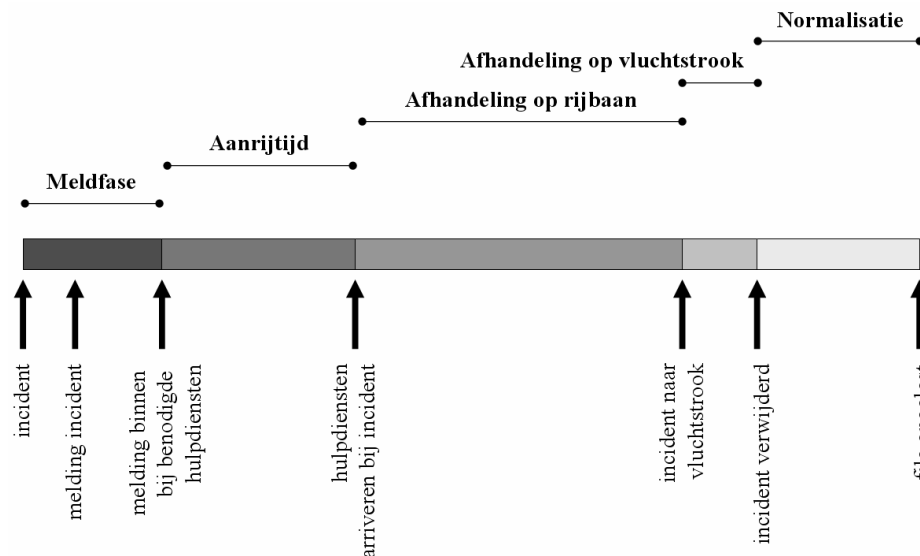 Normalisatie
Afhandeling op vluchtstrook
Afhandeling op rijbaan
Aanrijtijd
Meldfase
incident
melding incident
melding binnen
bij benodigde
hulpdiensten
hulpdiensten
arriveren bij incident
incident naar
vluchtstrook
incident verwijderd